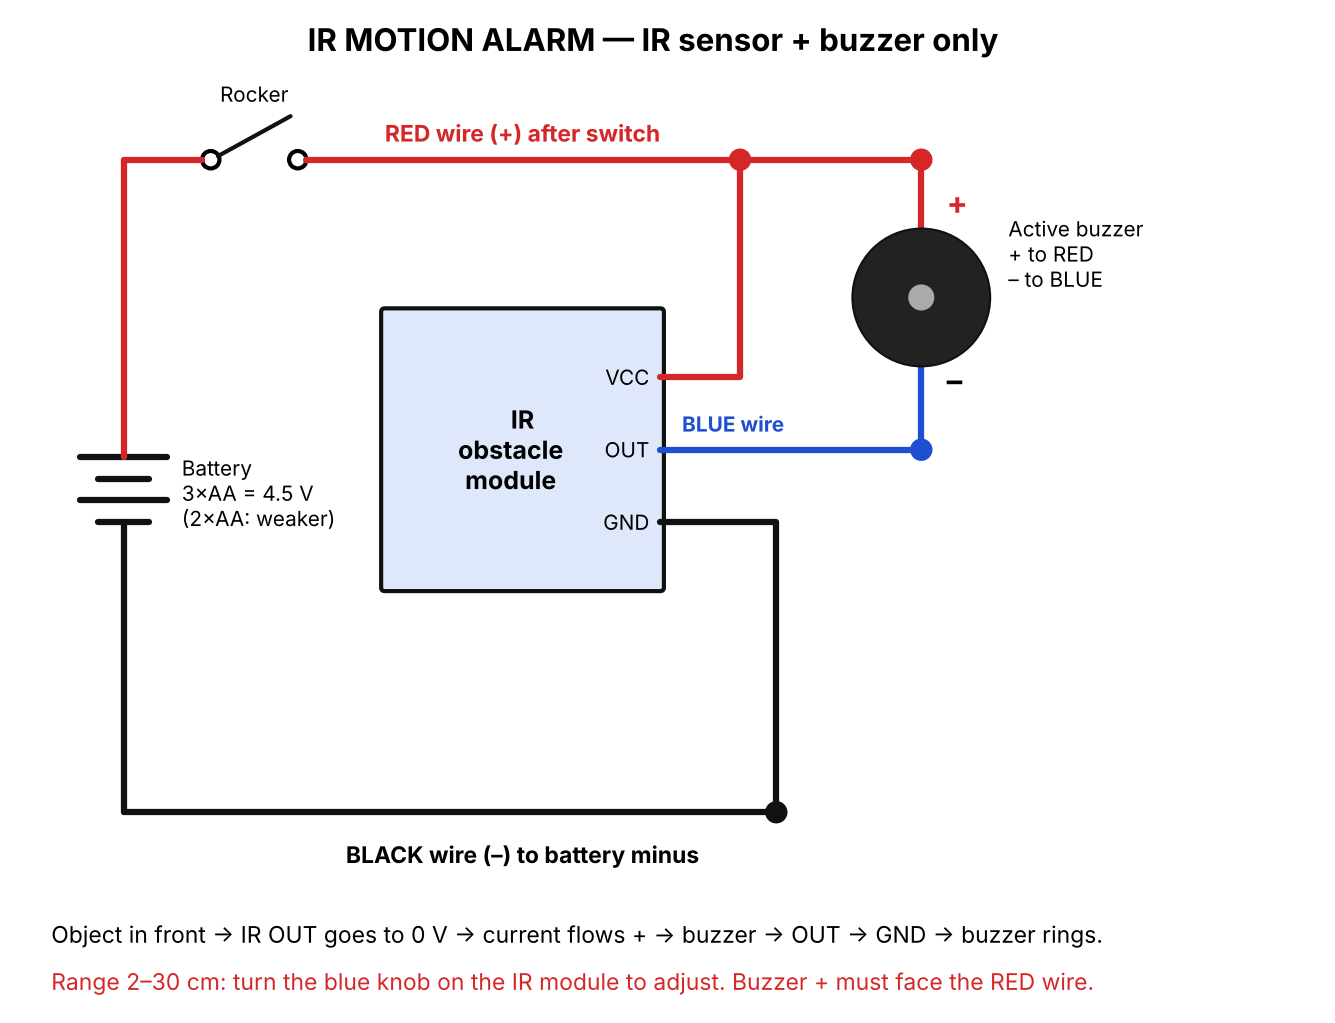 IR MOTION ALARM — IR sensor + buzzer only
Rocker
RED wire (+) after switch
+
Active buzzer
+ to RED
– to BLUE
–
VCC
IR
obstacle
module
OUT
BLUE wire
GND
Battery
3×AA = 4.5 V
(2×AA: weaker)
BLACK wire (–) to battery minus
Object in front → IR OUT goes to 0 V → current flows + → buzzer → OUT → GND → buzzer rings.
Range 2–30 cm: turn the blue knob on the IR module to adjust. Buzzer + must face the RED wire.